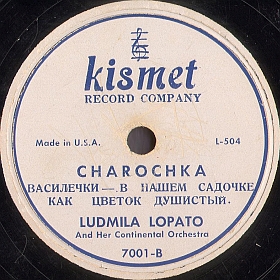 kismet
RECORD COMPANY
Made in U.S.A.
L-504
CHAROCHKA
ВАСИЛЕЧКИ — В НАШЕМ САДОЧКЕ
КАК ЦВЕТОК ДУШИСТЫЙ.
LUDMILA LOPATO
And Her Continental Orchestra
7001-B